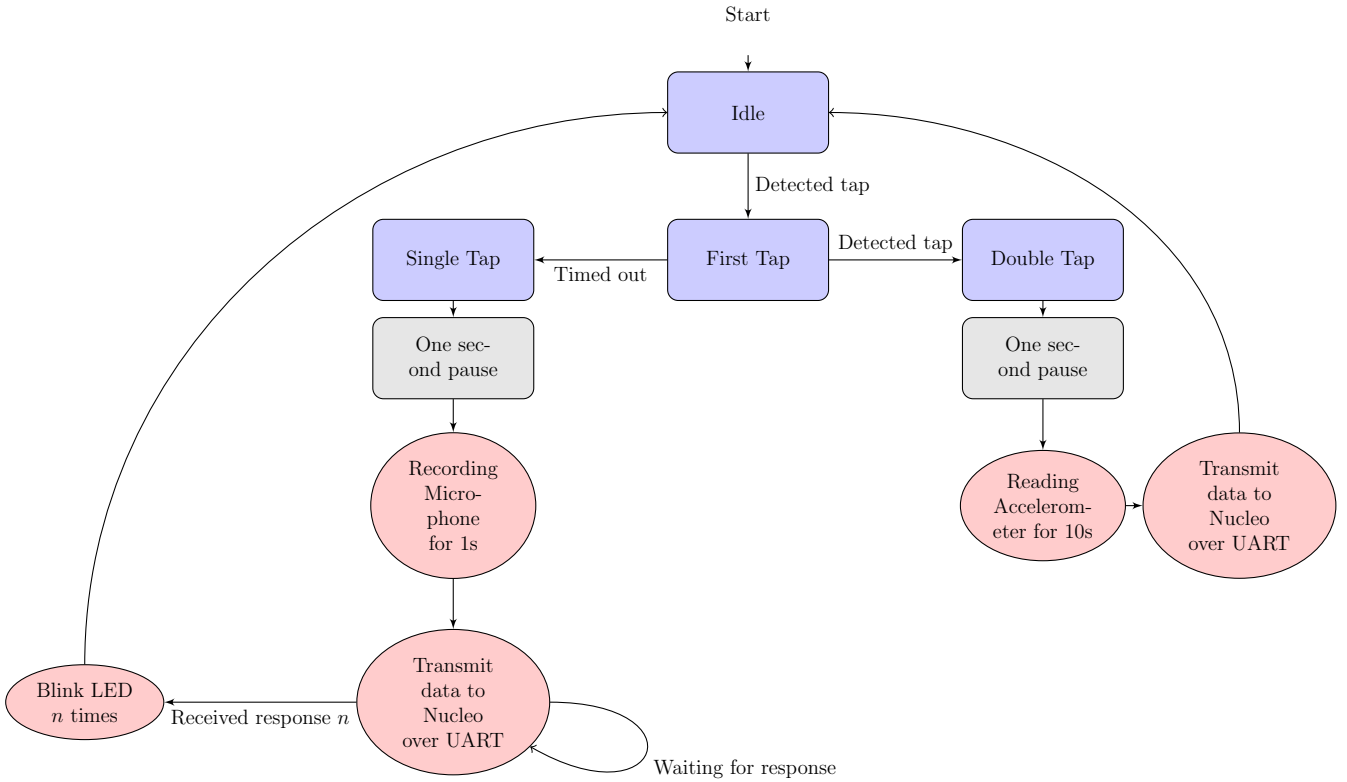 Start
Idle
Detected tap
Single Tap
Timed out
First Tap
Detected tap
Double Tap
One sec-
ond pause
One sec-
ond pause
Recording
Micro-
phone
for 1s
Reading
Accelerom-
eter for 10s
Transmit
data to
Nucleo
over UART
Blink LED
n times
Received response n
Transmit
data to
Nucleo
over UART
Waiting for response